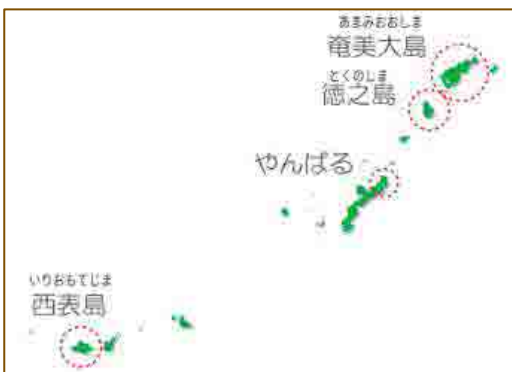 あまみおおしま
奄美大島
とくのしま
徳之島
やんばる
いりおもてじま
西表島